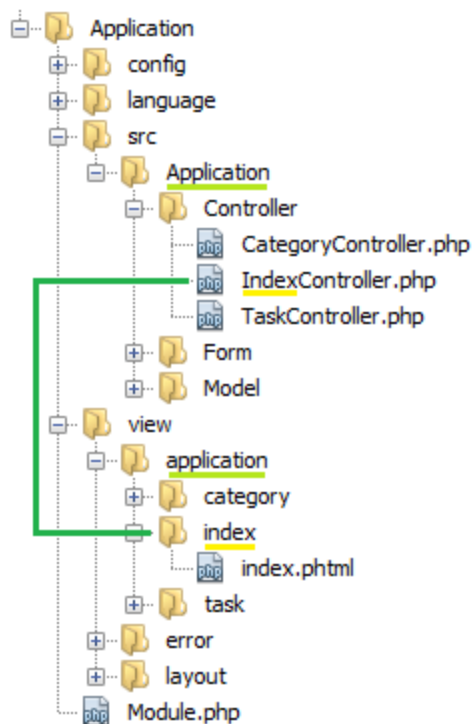 Application
config
language
src
Application
Controller
CategoryController.php
IndexController.php
TaskController.php
Form
Model
view
application
category
index
index.phtml
task
error
layout
Module.php